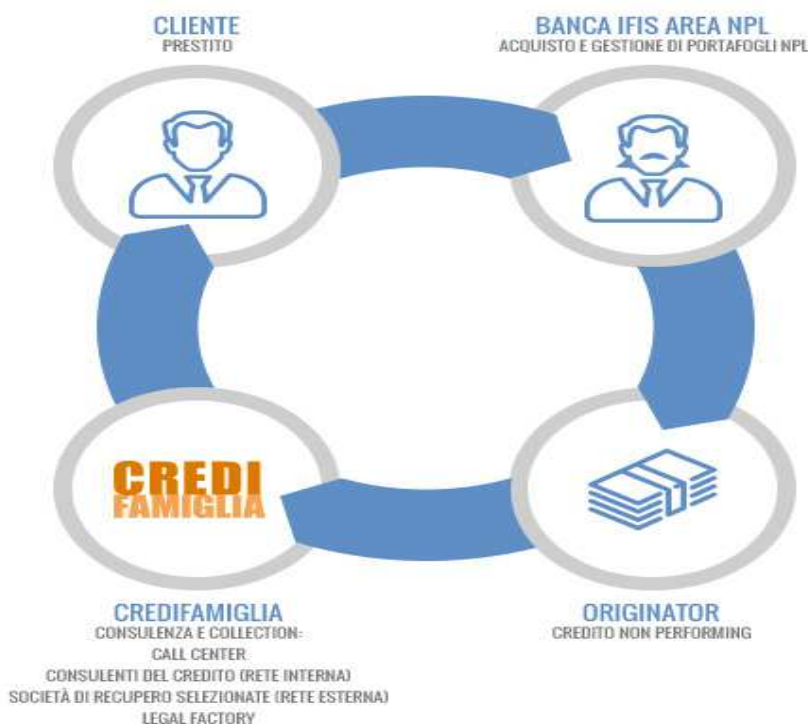 CLIENTE
PRESTITO
BANCA IFIS AREA NPL
ACQUISTO E GESTIONE DI PORTAFOGLI NPL
CREDI
FAMIGLIA
CREDIFAMIGLIA
CONSULENZA E COLLECTION:
CALL CENTER
CONSULENTI DEL CREDITO (RETE INTERNA)
SOCIETÀ DI RECUPERO SELEZIONATE (RETE ESTERNA)
LEGAL FACTORY
ORIGINATOR
CREDITO NON PERFORMING